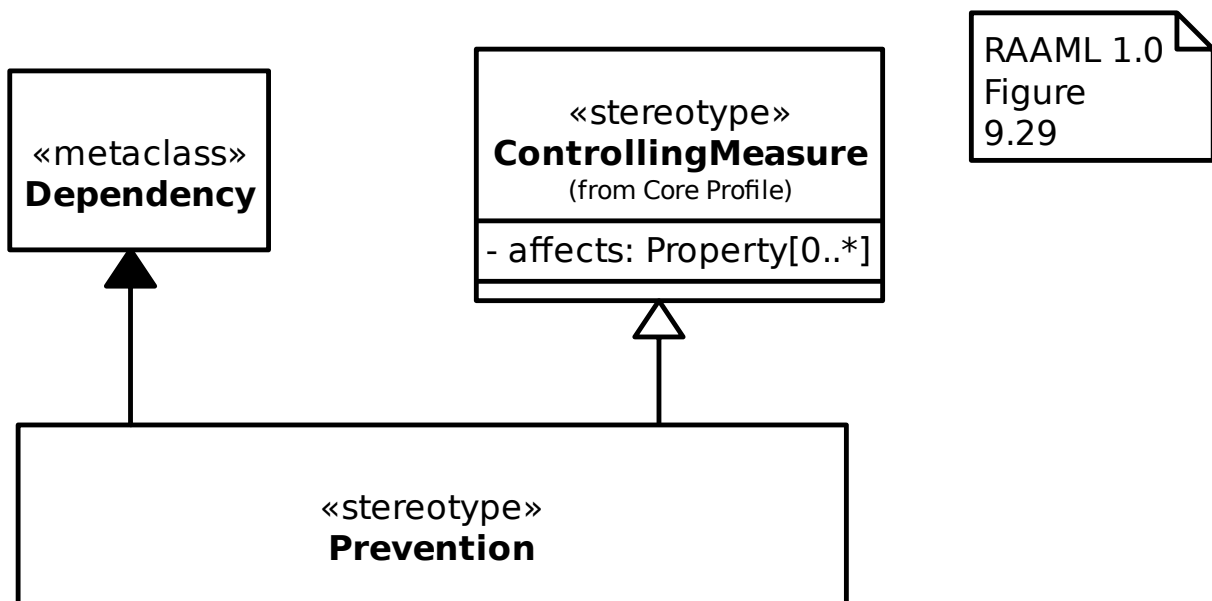 «metaclass»
Dependency
«stereotype»
ControllingMeasure
(from Core Profile)
- affects: Property[0..*]
RAAML 1.0
Figure
9.29
«stereotype»
Prevention